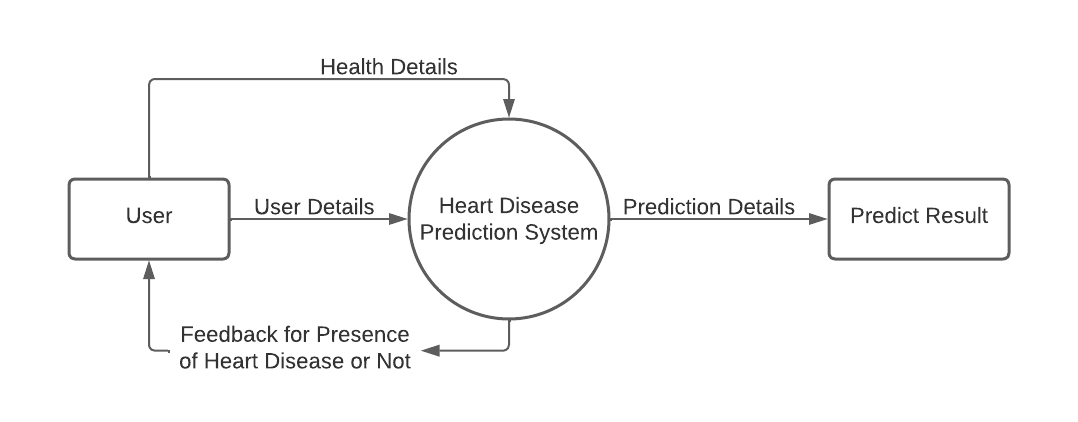 Health Details
User
User Details
Heart Disease
Prediction System
Prediction Details
Predict Result
Feedback for Presence
of Heart Disease or Not